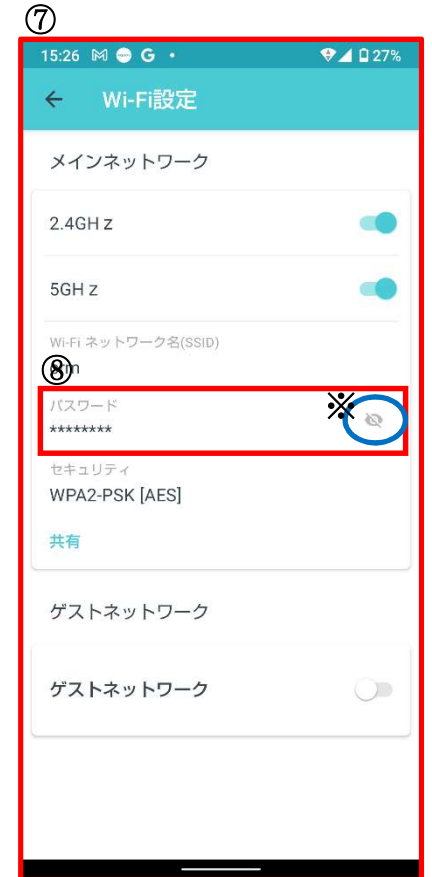 ⑦
15:26 G • 27%
← Wi-Fi設定
メインネットワーク
2.4GHz
5GHz
Wi-Fi ネットワーク名(SSID)
⑧
パスワード
※
********
セキュリティ
WPA2-PSK [AES]
共有
ゲストネットワーク
ゲストネットワーク